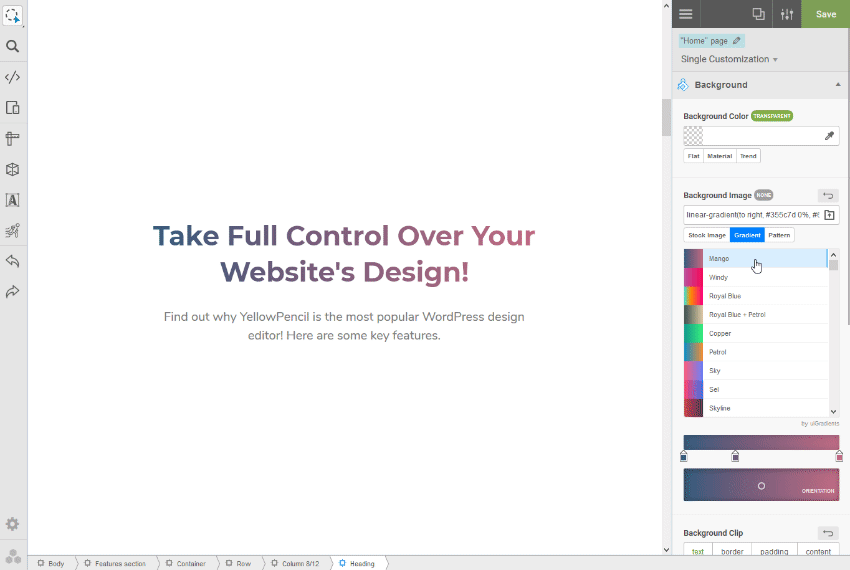 Save
"Home" page
Single Customization
Background
Background Color TRANSPARENT
Flat Material Trend
Background Image NONE
linear-gradient(to right, #355c7d 0%, #6
Stock Image Gradient Pattern
Mango
Windy
Royal Blue
Royal Blue + Petrol
Copper
Petrol
Sky
Sel
Skyline
by uiGradients
ORIENTATION
Background Clip
text border padding content
Take Full Control Over Your
Website's Design!
Find out why YellowPencil is the most popular WordPress design
editor! Here are some key features.
Body Features section Container Row Column 8/12 Heading